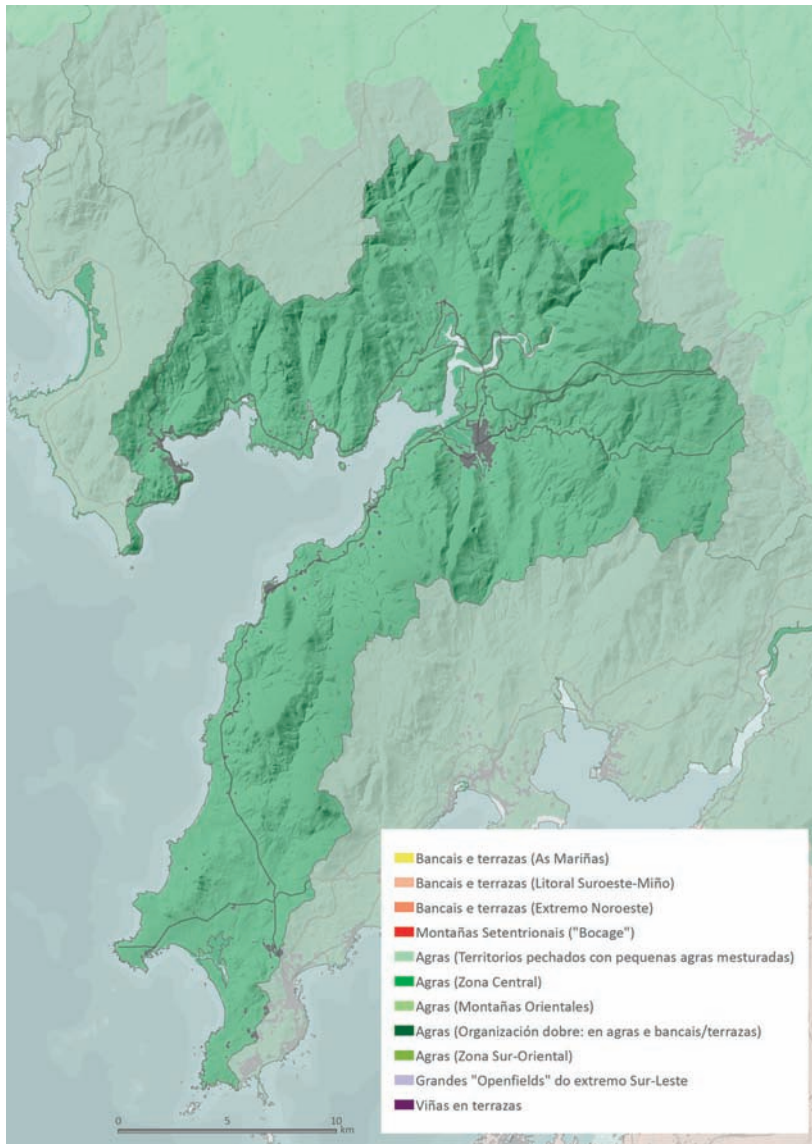 Bancais e terrazas (As Mariñas)
Bancais e terrazas (Litoral Suroeste-Miño)
Bancais e terrazas (Extremo Noroeste)
Montañas Setentrionais ("Bocage")
Agras (Territorios pechados con pequenas agras mesturadas)
Agras (Zona Central)
Agras (Montañas Orientales)
Agras (Organización dobre: en agras e bancais/terrazas)
Agras (Zona Sur-Oriental)
Grandes "Openfields" do extremo Sur-Leste
Viñas en terrazas
0 5 10
km